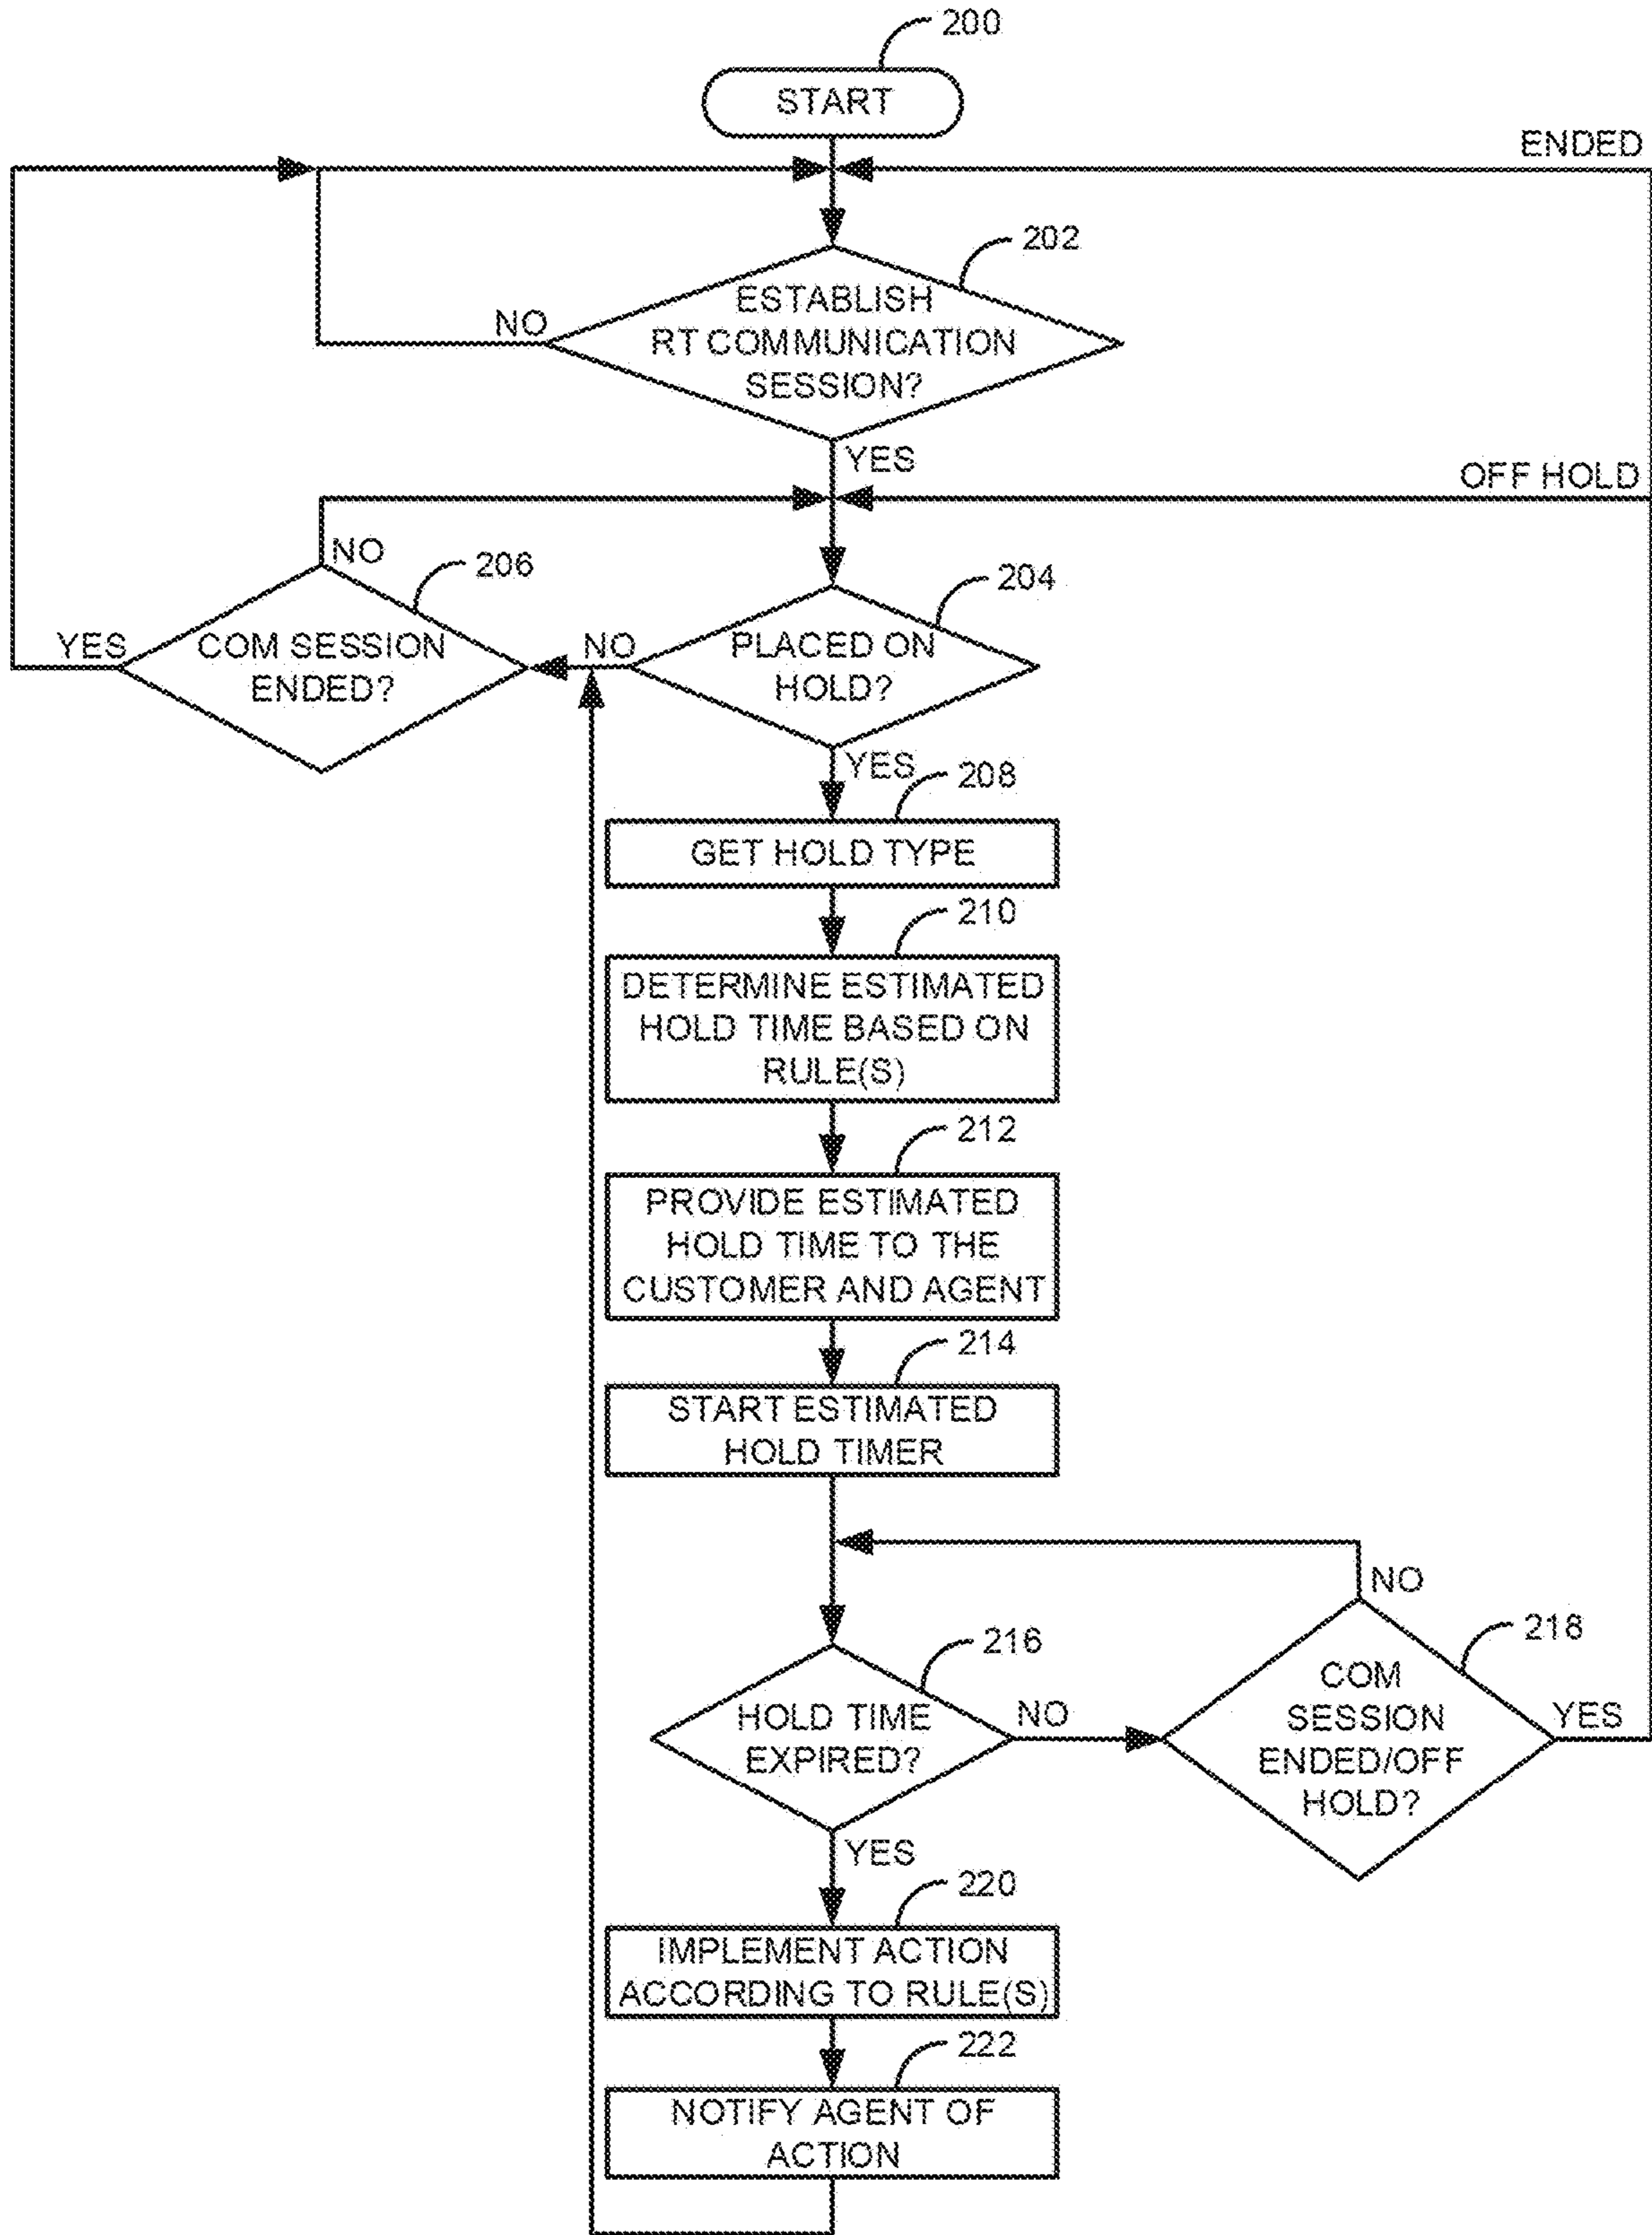 200
START
ENDED
202
ESTABLISH
RT COMMUNICATION
SESSION?
NO
YES
OFF HOLD
NO
206
204
YES
COM SESSION
ENDED?
NO
PLACED ON
HOLD?
YES
208
GET HOLD TYPE
210
DETERMINE ESTIMATED
HOLD TIME BASED ON
RULE(S)
212
PROVIDE ESTIMATED
HOLD TIME TO THE
CUSTOMER AND AGENT
214
START ESTIMATED
HOLD TIMER
NO
216
218
HOLD TIME
EXPIRED?
NO
COM
SESSION
ENDED/OFF
HOLD?
YES
YES
220
IMPLEMENT ACTION
ACCORDING TO RULE(S)
222
NOTIFY AGENT OF
ACTION